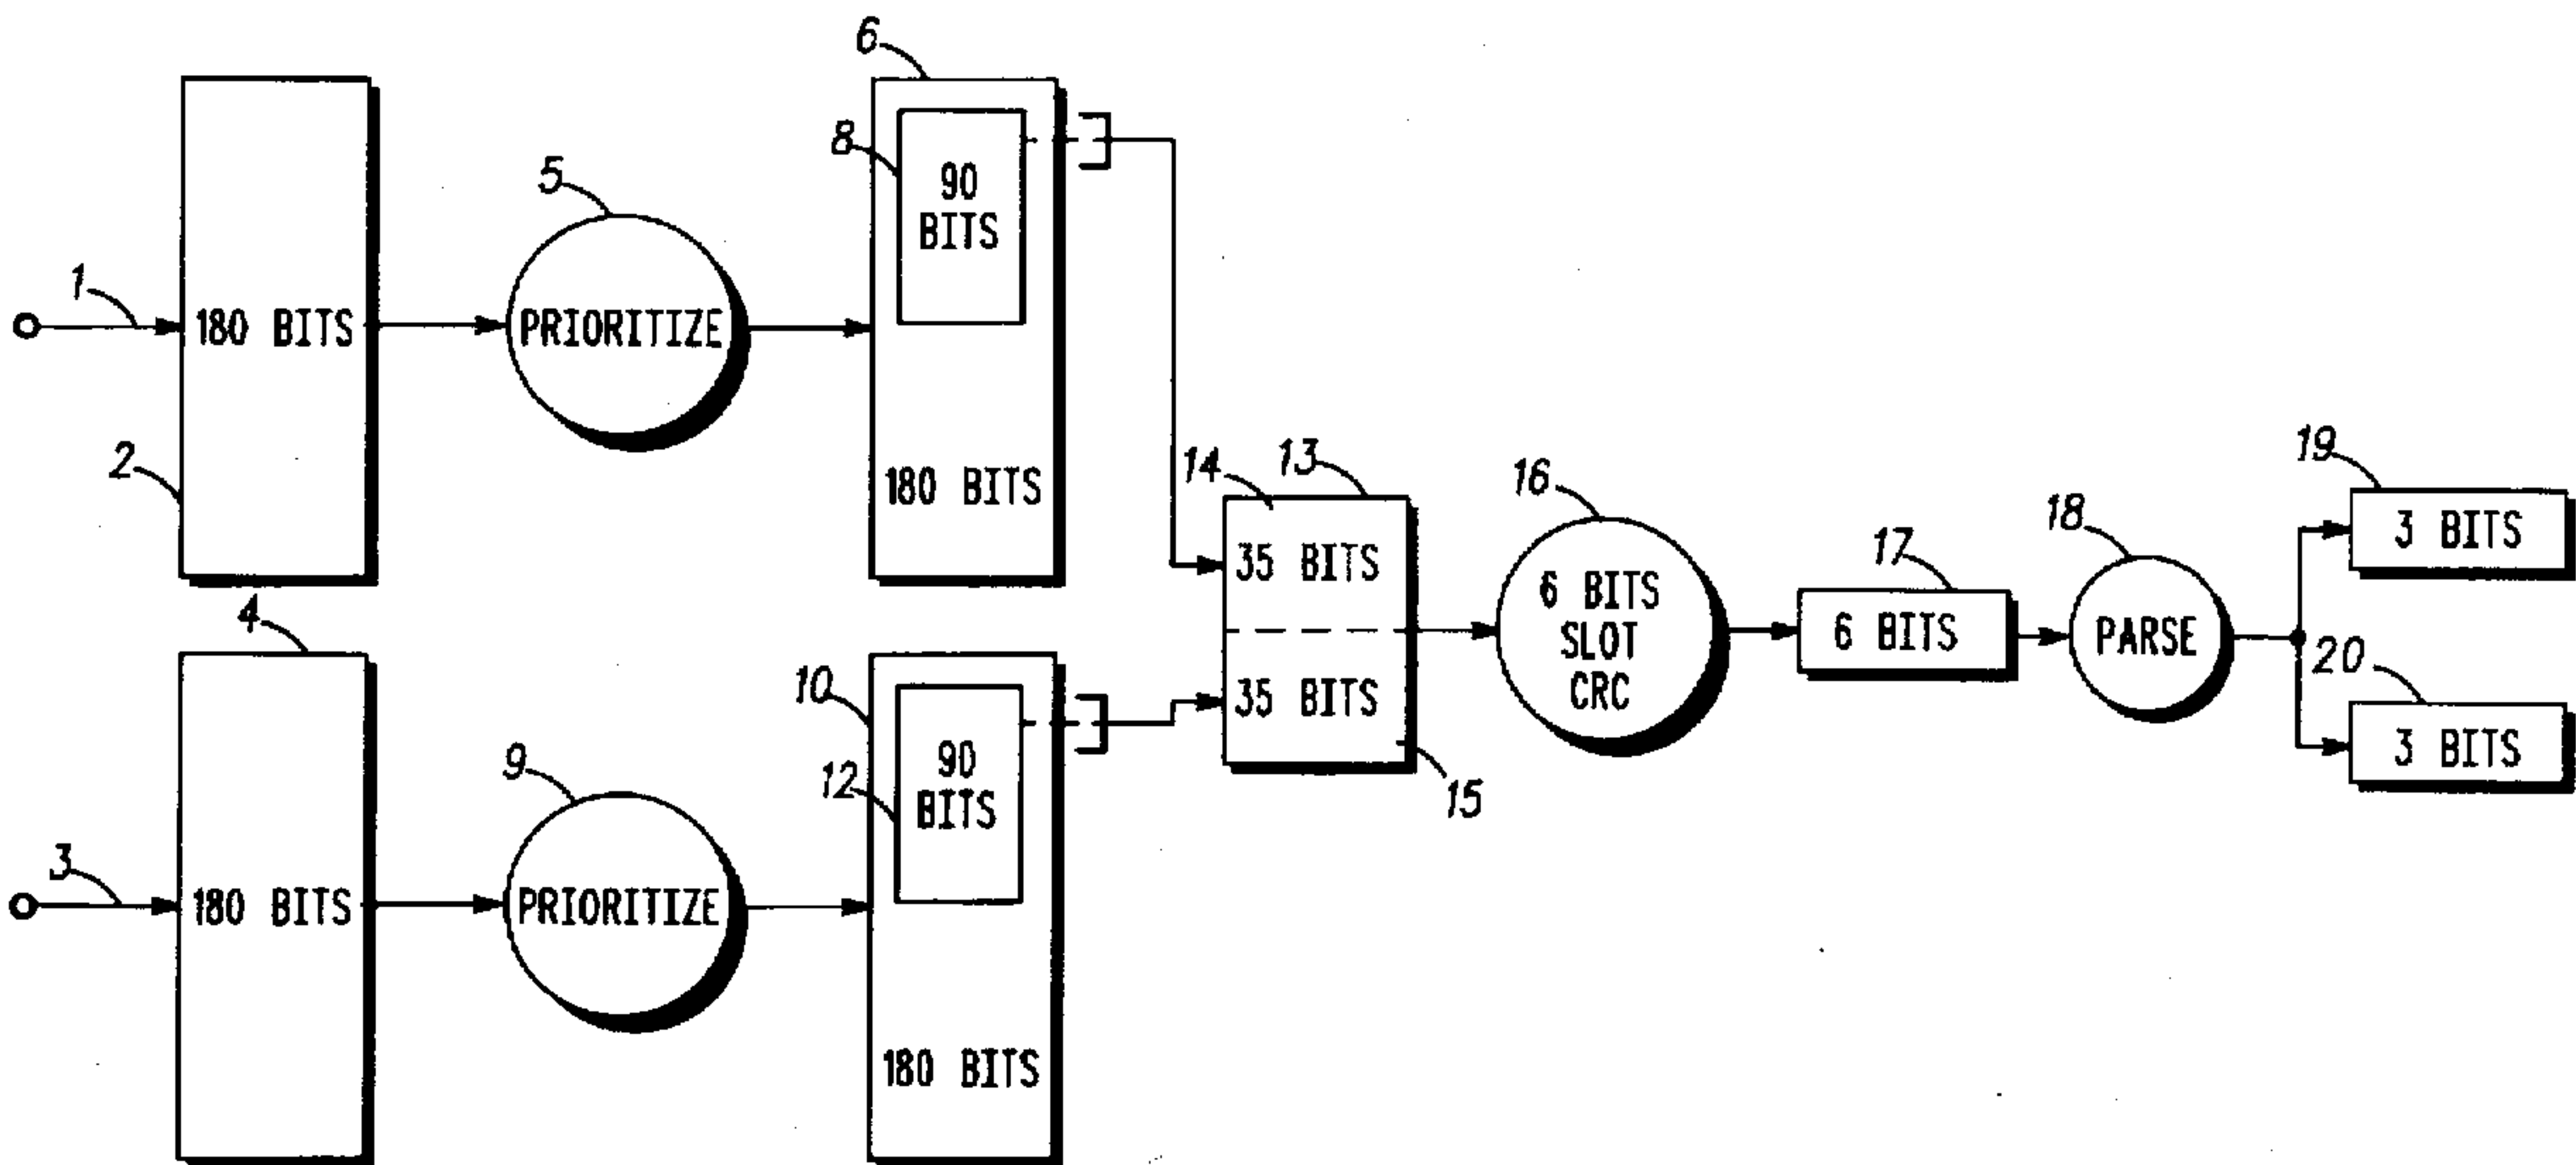 6
8
90
BITS
5
1
180 BITS
PRIORITIZE
2
180 BITS
14
13
35 BITS
16
6 BITS
SLOT
CRC
17
6 BITS
18
PARSE
19
3 BITS
20
3 BITS
4
10
35 BITS
15
9
12
90
BITS
3
180 BITS
PRIORITIZE
180 BITS